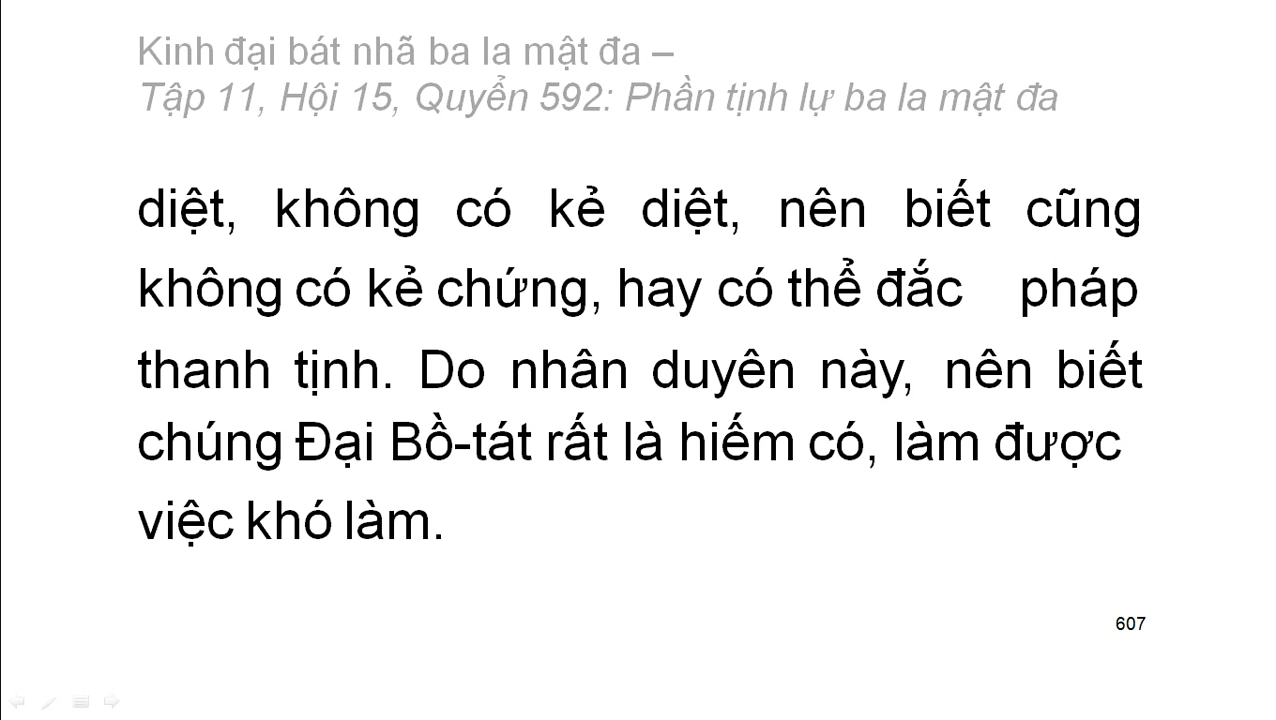 Kinh đại bát nhã ba la mật đa –
Tập 11, Hội 15, Quyển 592: Phần tịnh lự ba la mật đa
diệt, không có kẻ diệt, nên biết cũng
không có kẻ chứng, hay có thể đắc pháp
thanh tịnh. Do nhân duyên này, nên biết
chúng Đại Bồ-tát rất là hiếm có, làm được
việc khó làm.
607